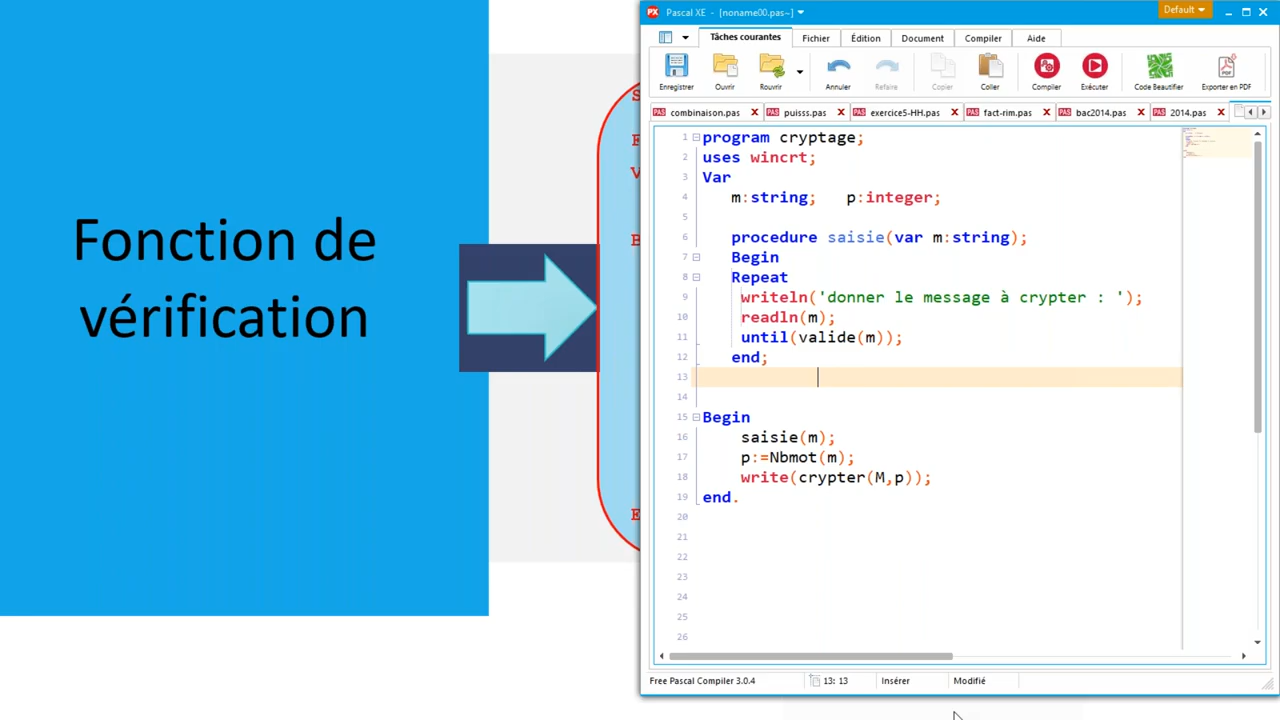 Fonction de
vérification
S
E
V
B
E
Pascal XE - [noname00.pas~]
Default
Tâches courantes
Fichier
Édition
Document
Compiler
Aide
Enregistrer
Ouvrir
Rouvrir
Annuler
Refaire
Copier
Coller
Compiler
Exécuter
Code Beautifier
Exporter en PDF
combinaison.pas
puisss.pas
exercice5-HH.pas
fact-rim.pas
bac2014.pas
2014.pas
1 program cryptage;
2 uses wincrt;
3 Var
4 m:string; p:integer;
5
6 procedure saisie(var m:string);
7 Begin
8 Repeat
9 writeln('donner le message à crypter : ');
10 readln(m);
11 until(valide(m));
12 end;
13
14
15 Begin
16 saisie(m);
17 p:=Nbmot(m);
18 write(crypter(M,p));
19 end.
20
21
22
23
24
25
26
Free Pascal Compiler 3.0.4
13: 13
Insérer
Modifié